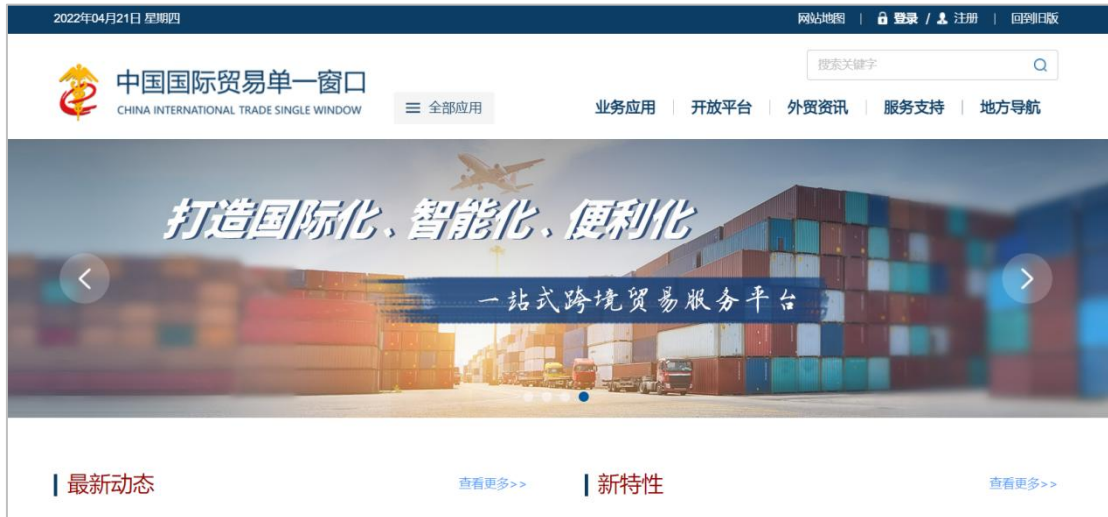 2022年04月21日 星期四
网站地图 | 登录 / 注册 | 回到旧版
搜索关键字
中国国际贸易单一窗口
CHINA INTERNATIONAL TRADE SINGLE WINDOW
全部应用
业务应用 | 开放平台 | 外贸资讯 | 服务支持 | 地方导航
打造国际化、智能化、便利化
一站式跨境贸易服务平台
最新动态
查看更多>>
新特性
查看更多>>